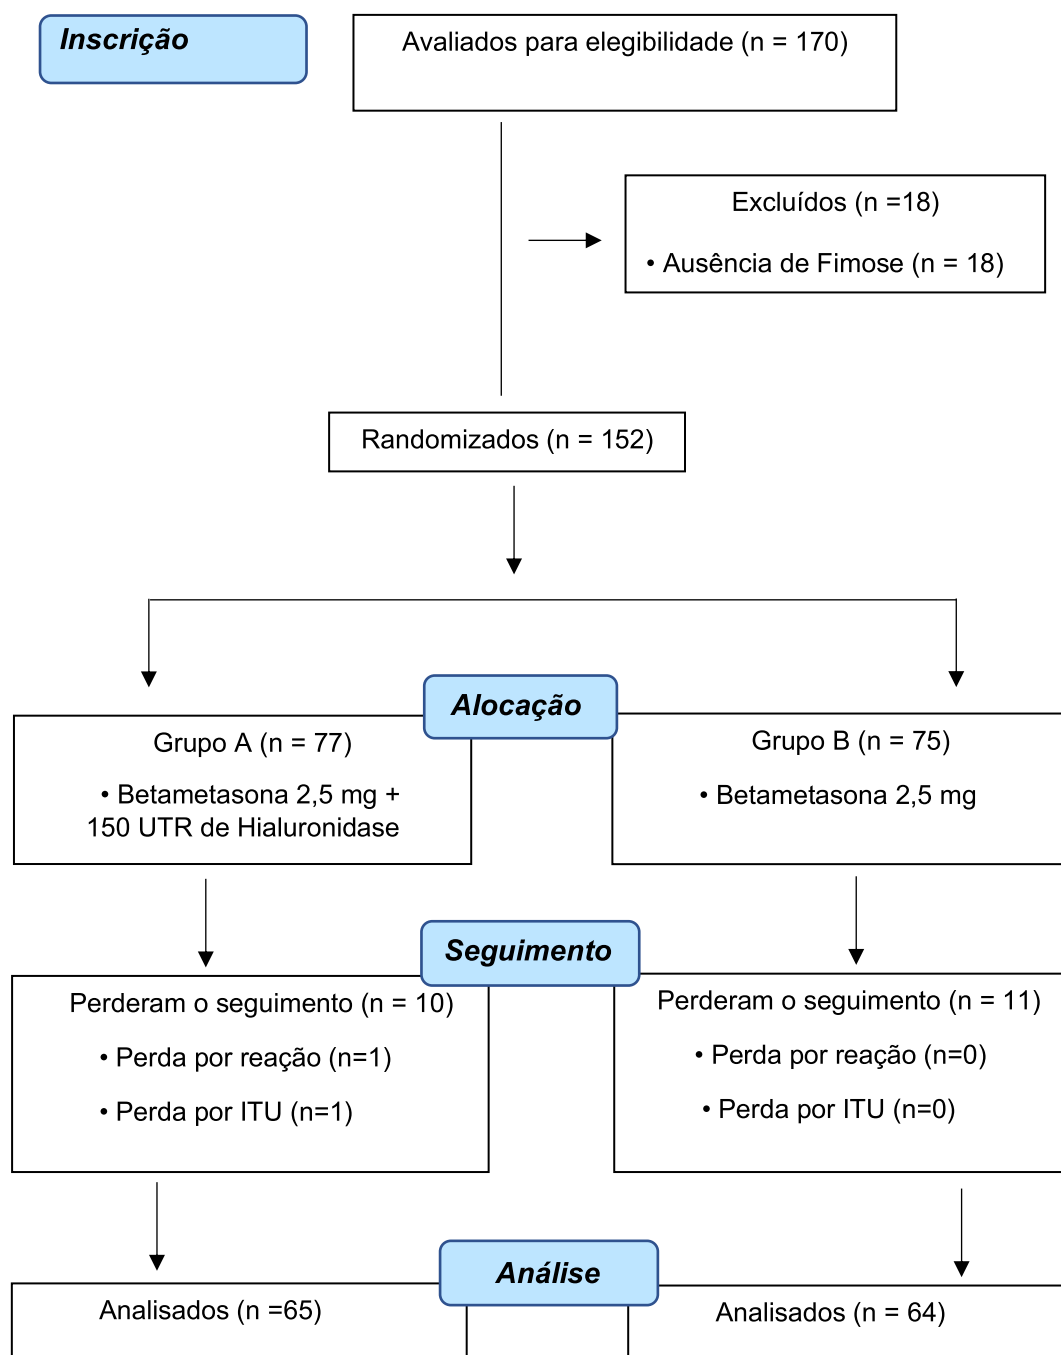 Inscrição
Avaliados para elegibilidade (n = 170)
Excluídos (n =18)
• Ausência de Fimose (n = 18)
Randomizados (n = 152)
Alocação
Grupo A (n = 77)
• Betametasona 2,5 mg +
150 UTR de Hialuronidase
Grupo B (n = 75)
• Betametasona 2,5 mg
Seguimento
Perderam o seguimento (n = 10)
• Perda por reação (n=1)
• Perda por ITU (n=1)
Perderam o seguimento (n = 11)
• Perda por reação (n=0)
• Perda por ITU (n=0)
Análise
Analisados (n =65)
Analisados (n = 64)